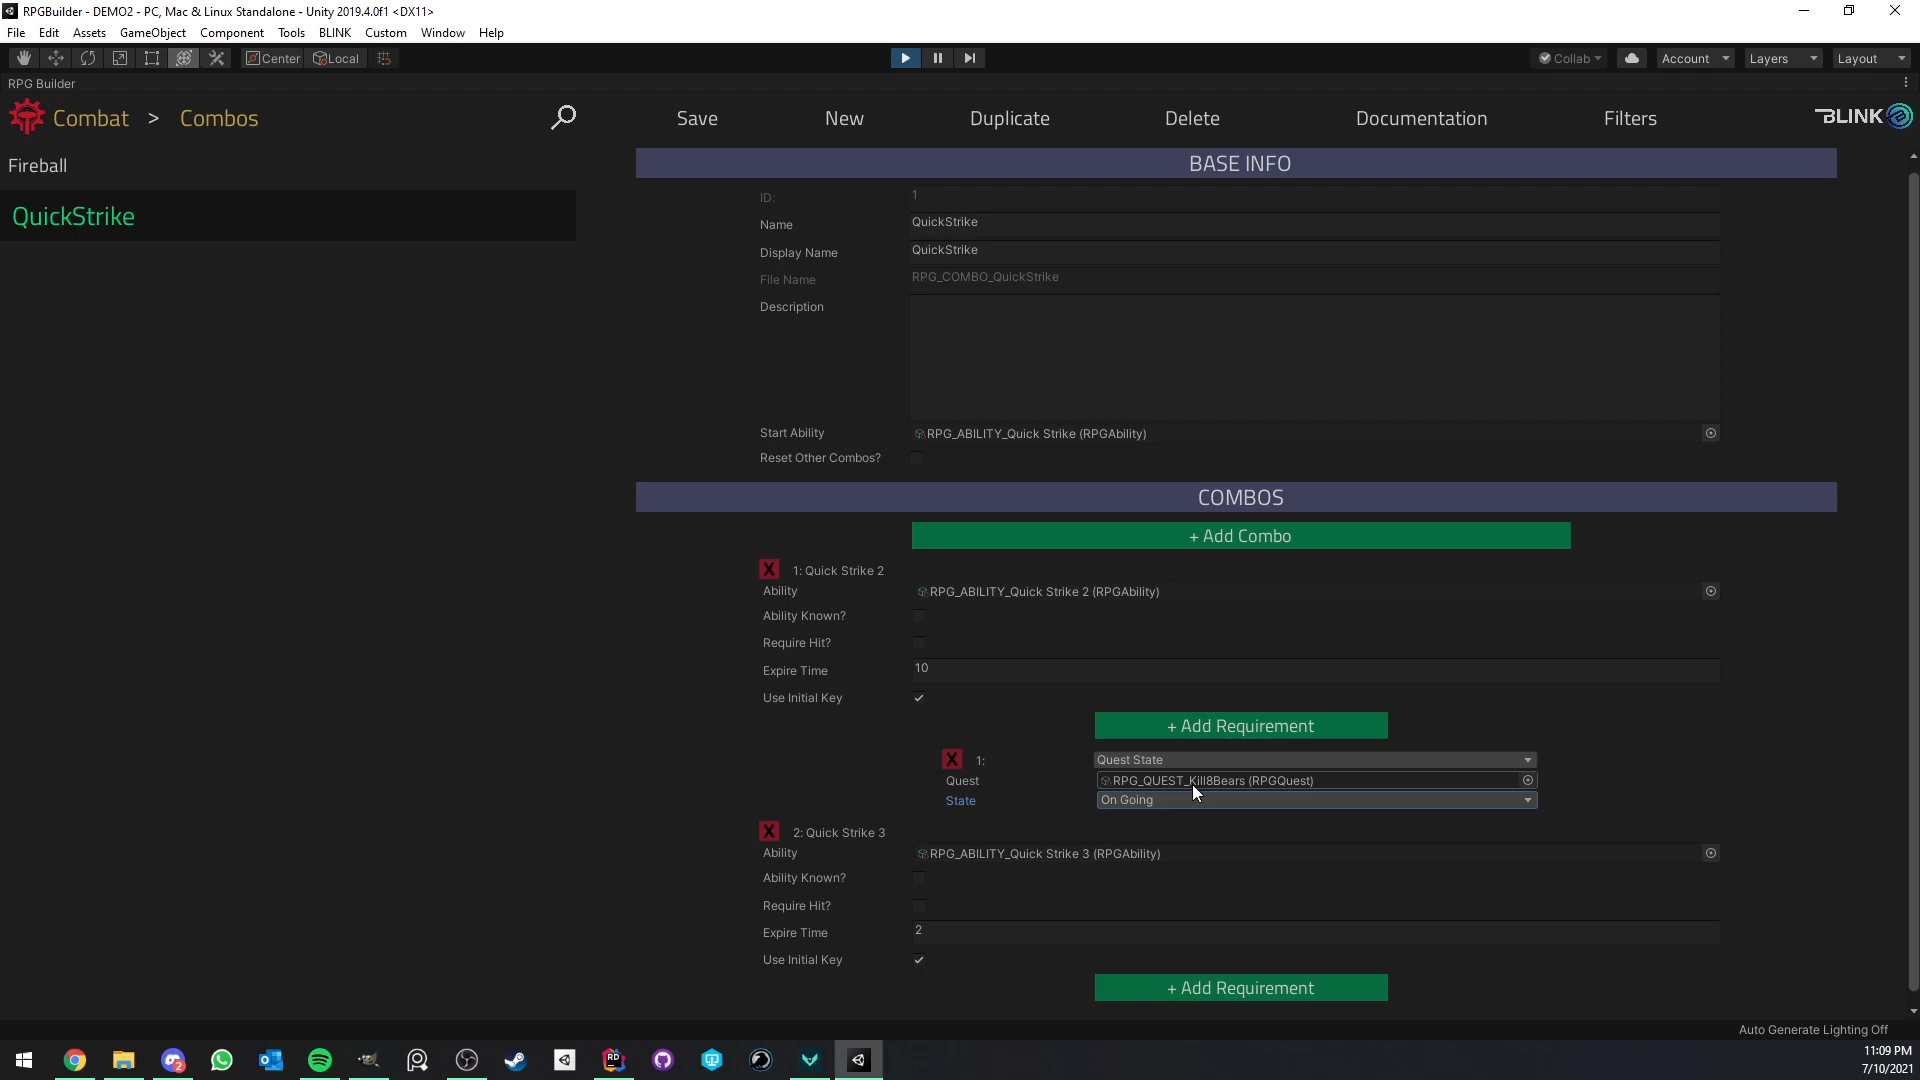 RPGBuilder - DEMO2 - PC, Mac & Linux Standalone - Unity 2019.4.0f1 <DX11>
File Edit Assets GameObject Component Tools BLINK Custom Window Help
Center Local Collab Account Layers Layout
RPG Builder
Combat > Combos Save New Duplicate Delete Documentation Filters BLINK
Fireball
QuickStrike
BASE INFO
ID: 1
Name QuickStrike
Display Name QuickStrike
File Name RPG_COMBO_QuickStrike
Description
Start Ability RPG_ABILITY_Quick Strike (RPGAbility)
Reset Other Combos?
COMBOS
+ Add Combo
X 1: Quick Strike 2
Ability RPG_ABILITY_Quick Strike 2 (RPGAbility)
Ability Known?
Require Hit?
Expire Time 10
Use Initial Key
+ Add Requirement
X 1: Quest State
Quest RPG_QUEST_Kill8Bears (RPGQuest)
State On Going
X 2: Quick Strike 3
Ability RPG_ABILITY_Quick Strike 3 (RPGAbility)
Ability Known?
Require Hit?
Expire Time 2
Use Initial Key
+ Add Requirement
Auto Generate Lighting Off
2
RD
11:09 PM
7/10/2021